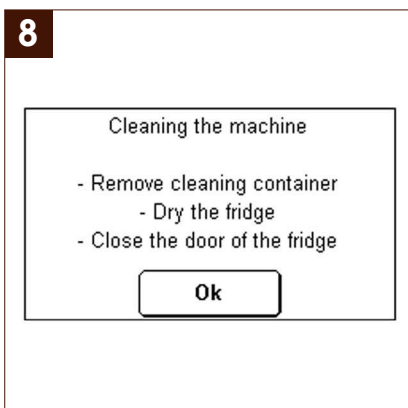 8
Cleaning the machine
- Remove cleaning container
- Dry the fridge
- Close the door of the fridge
Ok